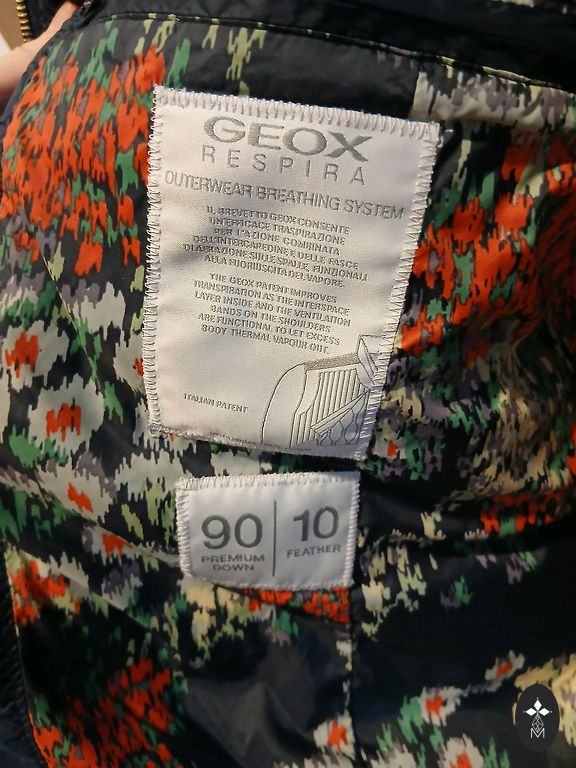 GEOX
RESPIRA
OUTERWEAR BREATHING SYSTEM
IL BREVETTO GEOX CONSENTE
UN'EFFICACE TRASPIRAZIONE
PER L'AZIONE COMBINATA
DELL'INTERCAPEDINE E DELLE FASCE
DI AERAZIONE SULLE SPALLE, FUNZIONALI
ALLA FUORIUSCITA DEL VAPORE.
THE GEOX PATENT IMPROVES
TRANSPIRATION AS THE INTERSPACE
LAYER INSIDE AND THE VENTILATION
BANDS ON THE SHOULDERS
ARE FUNCTIONAL TO LET EXCESS
BODY THERMAL VAPOUR OUT.
ITALIAN PATENT
90
PREMIUM
DOWN
10
FEATHER
M